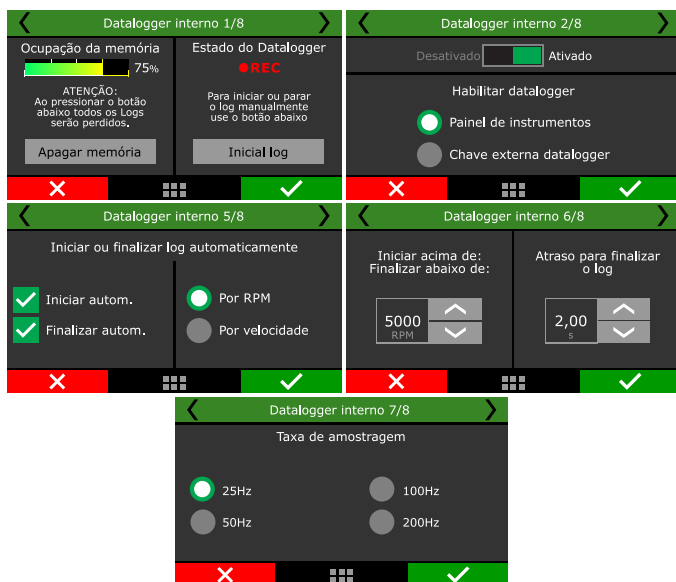 Datalogger interno 1/8
Ocupação da memória
75%
ATENÇÃO:
Ao pressionar o botão
abaixo todos os Logs
serão perdidos.
Apagar memória
Estado do Datalogger
REC
Para iniciar ou parar
o log manualmente
use o botão abaixo
Inicial log
Datalogger interno 2/8
Desativado
Ativado
Habilitar datalogger
Painel de instrumentos
Chave externa datalogger
Datalogger interno 5/8
Iniciar ou finalizar log automaticamente
Iniciar autom.
Finalizar autom.
Por RPM
Por velocidade
Datalogger interno 6/8
Iniciar acima de:
Finalizar abaixo de:
5000
RPM
Atraso para finalizar
o log
2,00
s
Datalogger interno 7/8
Taxa de amostragem
25Hz
100Hz
50Hz
200Hz